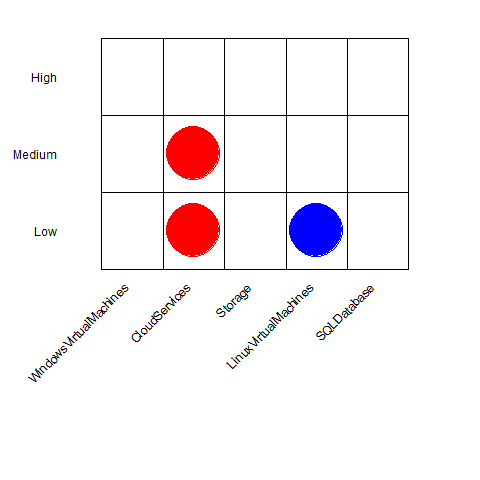 High
Medium
Low
WindowsVirtualMachines
CloudServices
Storage
LinuxVirtualMachines
SQLDatabase